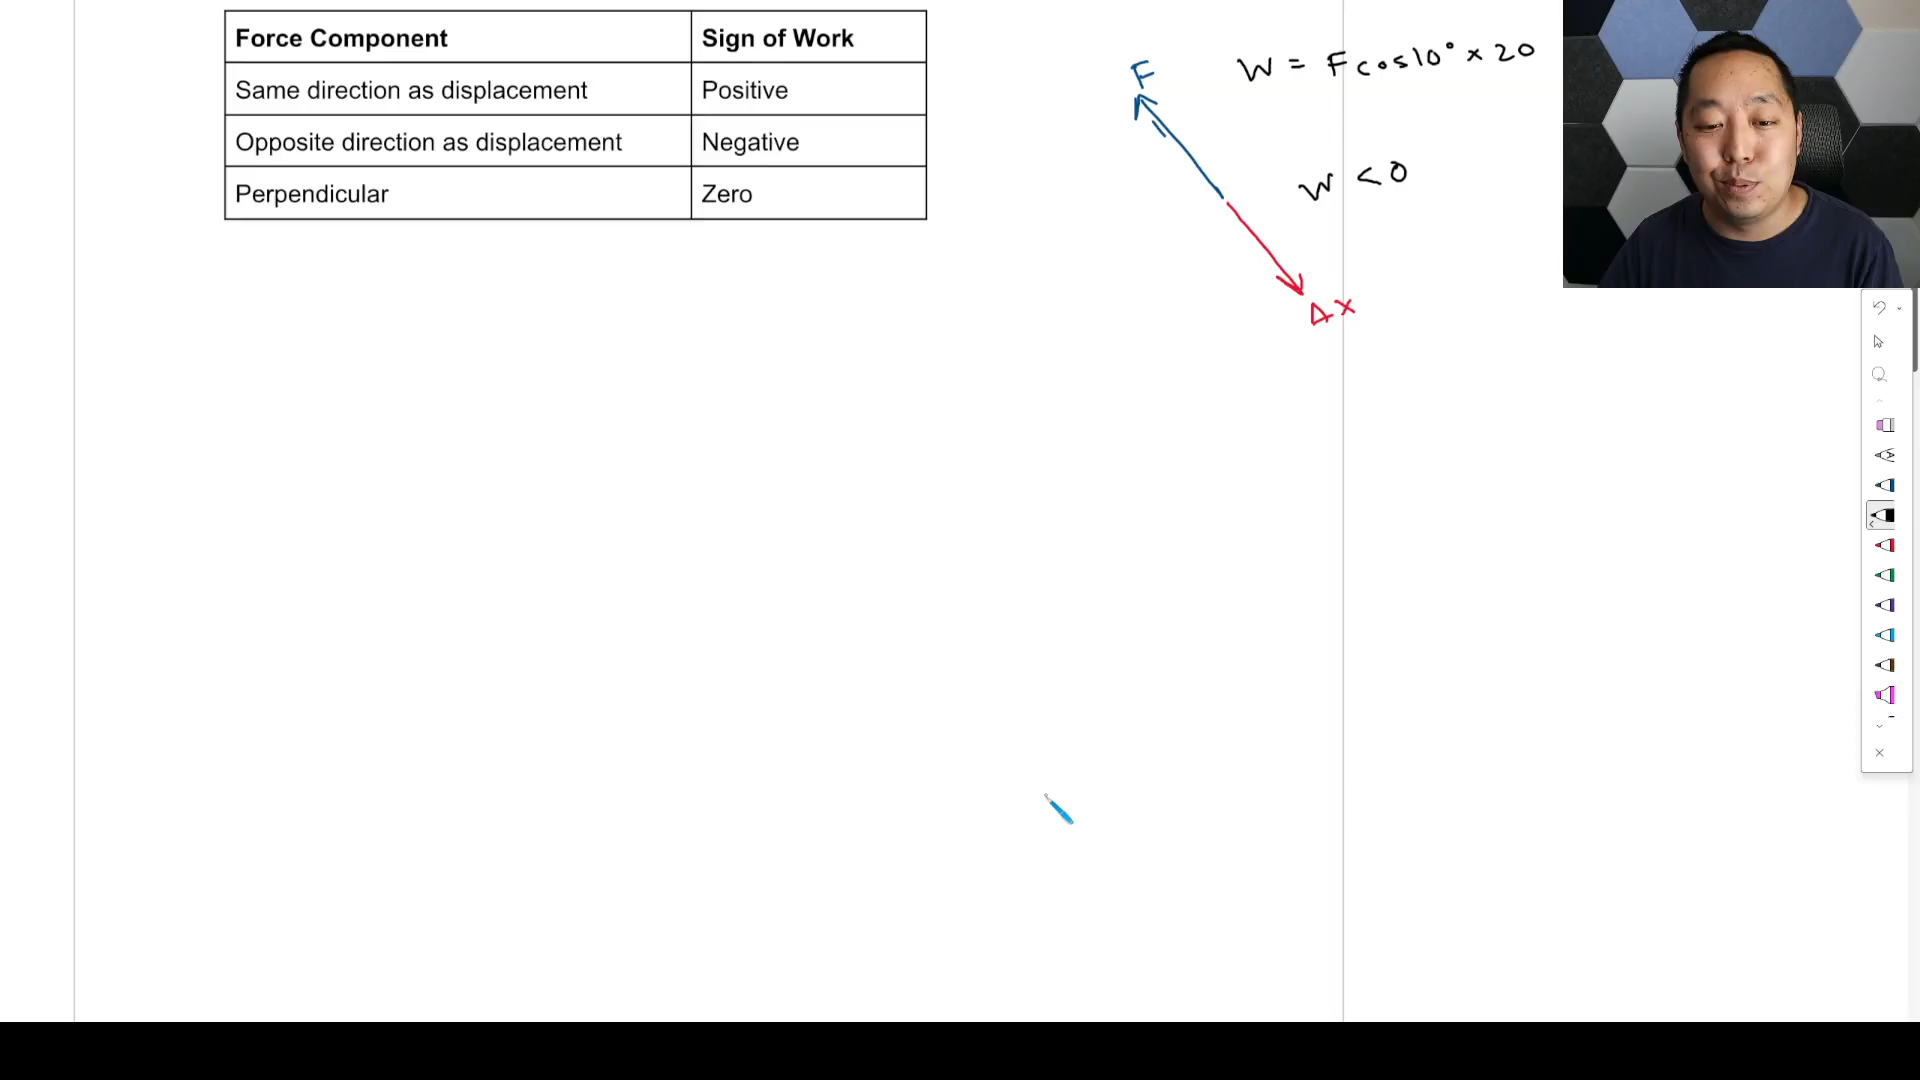 Force Component Sign of Work
Same direction as displacement Positive
Opposite direction as displacement Negative
Perpendicular Zero
F
W = F cos10° × 20
W < 0
Δx